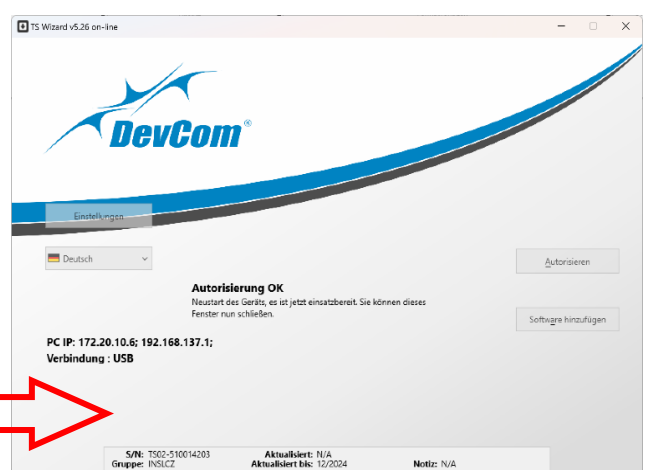 TS Wizard v5.26 on-line
DevCom®
Einstellungen
Deutsch
Autorisieren
Autorisierung OK
Neustart des Geräts, es ist jetzt einsatzbereit. Sie können dieses
Fenster nun schließen.
Software hinzufügen
PC IP: 172.20.10.6; 192.168.137.1;
Verbindung : USB
S/N: TS02-510014203 Aktualisiert: N/A
Gruppe: INSLCZ Aktualisiert bis: 12/2024 Notiz: N/A